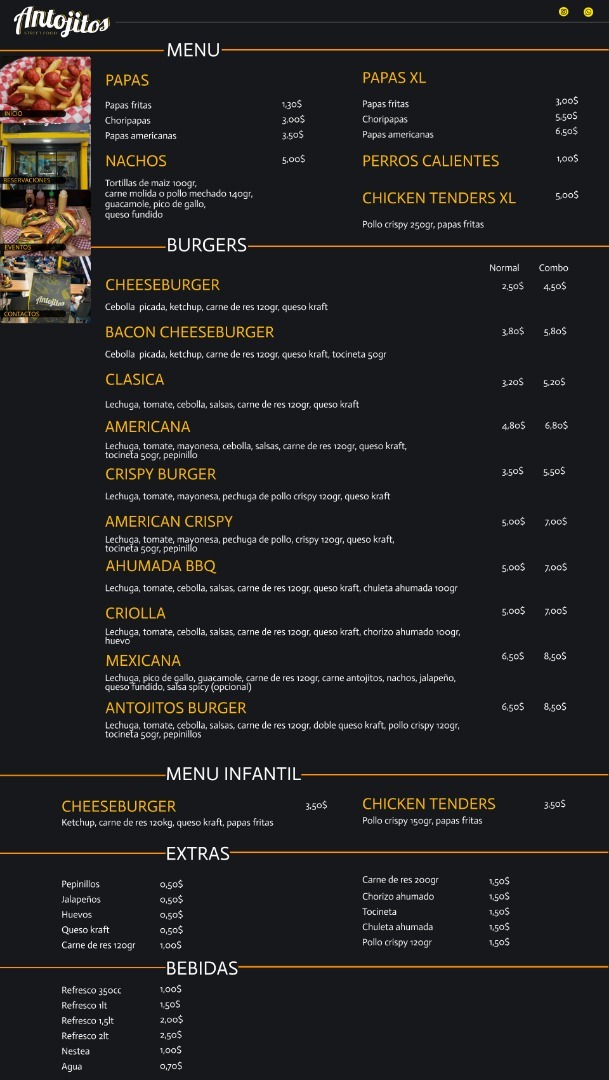 Antojitos
STREET FOOD
MENU
INICIO
RESERVACIONES
EVENTOS
CONTACTOS
PAPAS
Papas fritas 1,30$
Choripapas 3,00$
Papas americanas 3,50$
NACHOS 5,00$
Tortillas de maiz 100gr,
carne molida o pollo mechado 140gr,
guacamole, pico de gallo,
queso fundido
PAPAS XL
Papas fritas 3,00$
Choripapas 5,50$
Papas americanas 6,50$
PERROS CALIENTES 1,00$
CHICKEN TENDERS XL 5,00$
Pollo crispy 250gr, papas fritas
BURGERS
Normal Combo
CHEESEBURGER 2,50$ 4,50$
Cebolla picada, ketchup, carne de res 120gr, queso kraft
BACON CHEESEBURGER 3,80$ 5,80$
Cebolla picada, ketchup, carne de res 120gr, queso kraft, tocineta 50gr
CLASICA 3,20$ 5,20$
Lechuga, tomate, cebolla, salsas, carne de res 120gr, queso kraft
AMERICANA 4,80$ 6,80$
Lechuga, tomate, mayonesa, cebolla, salsas, carne de res 120gr, queso kraft,
tocineta 50gr, pepinillo
CRISPY BURGER 3,50$ 5,50$
Lechuga, tomate, mayonesa, pechuga de pollo crispy 120gr, queso kraft
AMERICAN CRISPY 5,00$ 7,00$
Lechuga, tomate, mayonesa, pechuga de pollo, crispy 120gr, queso kraft,
tocineta 50gr, pepinillo
AHUMADA BBQ 5,00$ 7,00$
Lechuga, tomate, cebolla, salsas, carne de res 120gr, queso kraft, chuleta ahumada 100gr
CRIOLLA 5,00$ 7,00$
Lechuga, tomate, cebolla, salsas, carne de res 120gr, queso kraft, chorizo ahumado 100gr,
huevo
MEXICANA 6,50$ 8,50$
Lechuga, pico de gallo, guacamole, carne de res 120gr, carne antojitos, nachos, jalapeño,
queso fundido, salsa spicy (opcional)
ANTOJITOS BURGER 6,50$ 8,50$
Lechuga, tomate, cebolla, salsas, carne de res 120gr, doble queso kraft, pollo crispy 120gr,
tocineta 50gr, pepinillos
MENU INFANTIL
CHEESEBURGER 3,50$
Ketchup, carne de res 120kg, queso kraft, papas fritas
CHICKEN TENDERS 3,50$
Pollo crispy 150gr, papas fritas
EXTRAS
Pepinillos 0,50$
Jalapeños 0,50$
Huevos 0,50$
Queso kraft 0,50$
Carne de res 120gr 1,00$
Carne de res 200gr 1,50$
Chorizo ahumado 1,50$
Tocineta 1,50$
Chuleta ahumada 1,50$
Pollo crispy 120gr 1,50$
BEBIDAS
Refresco 350cc 1,00$
Refresco 1lt 1,50$
Refresco 1,5lt 2,00$
Refresco 2lt 2,50$
Nestea 1,00$
Agua 0,70$